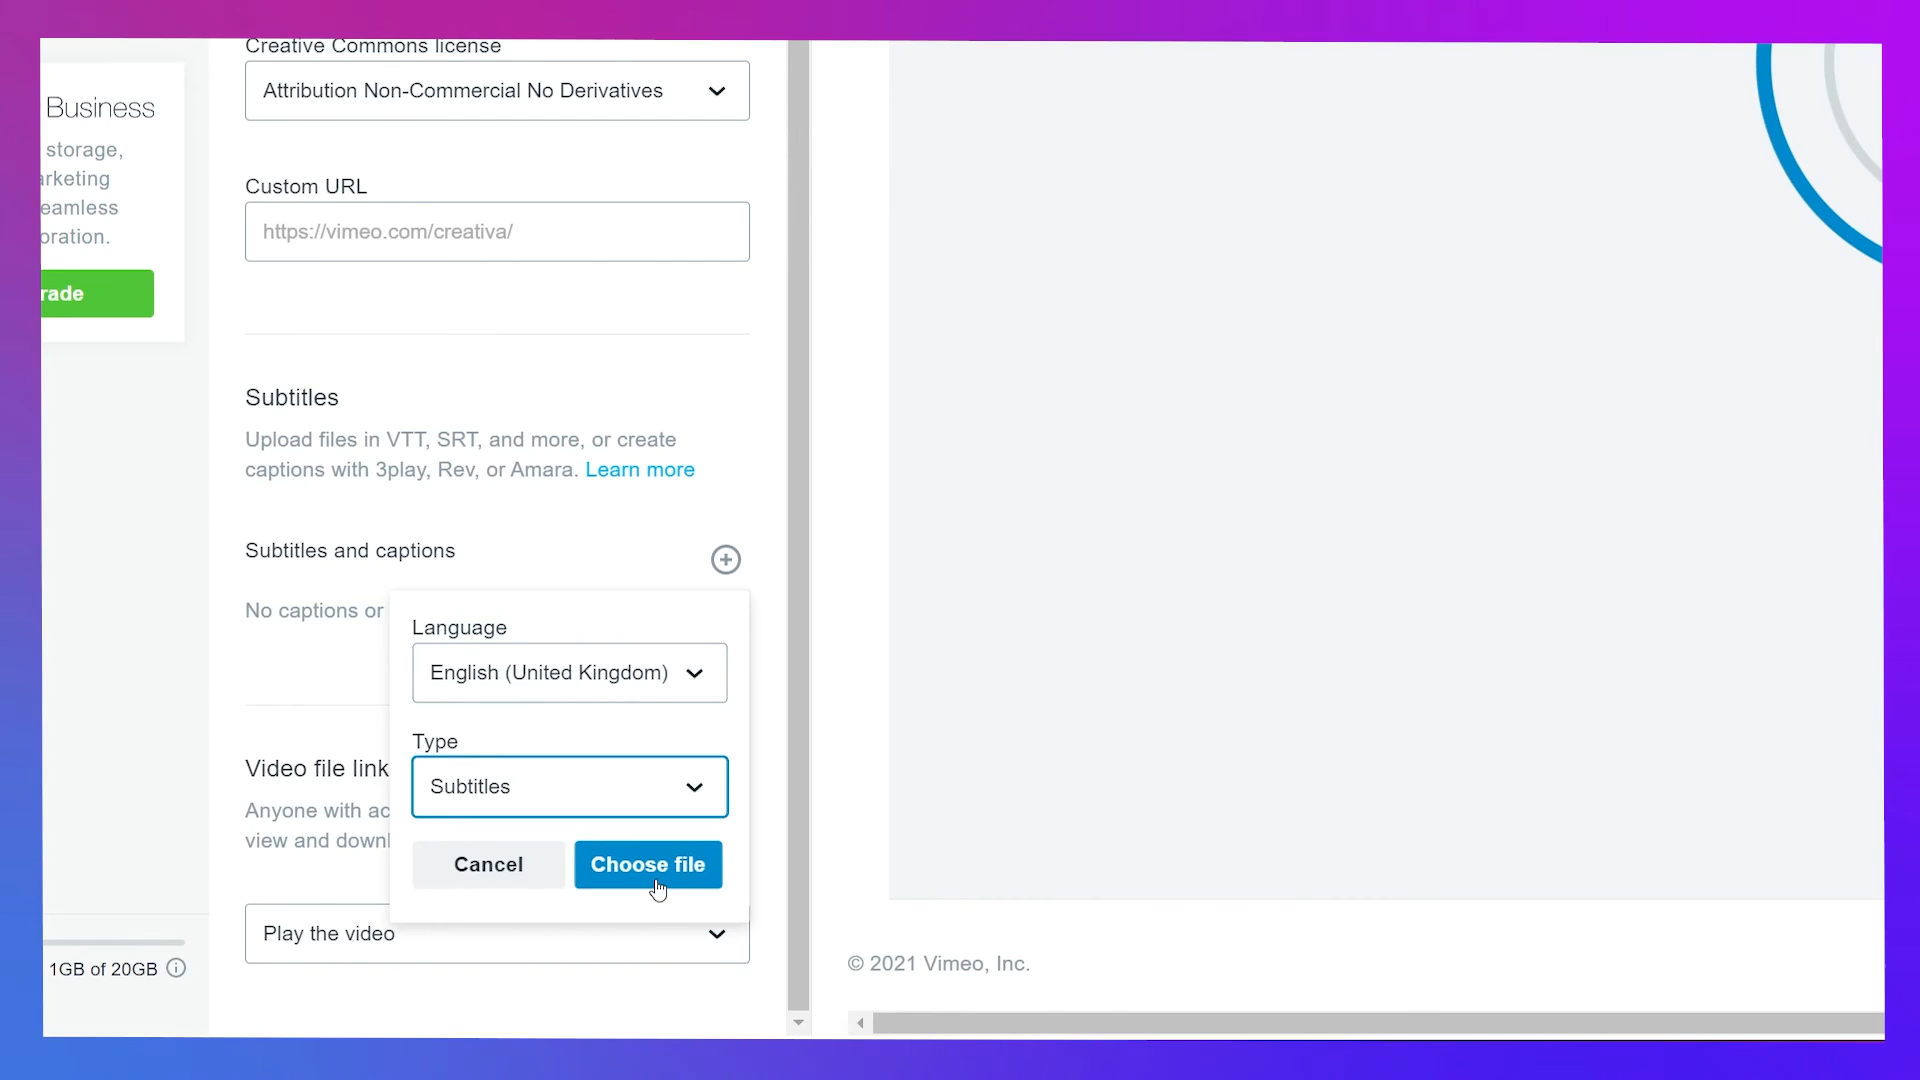 Business
storage,
arketing
eamless
oration.
rade
1GB of 20GB
Creative Commons license
Attribution Non-Commercial No Derivatives
Custom URL
https://vimeo.com/creativa/
Subtitles
Upload files in VTT, SRT, and more, or create
captions with 3play, Rev, or Amara. Learn more
Subtitles and captions
No captions or
Language
English (United Kingdom)
Type
Subtitles
Cancel
Choose file
Video file link
Anyone with ac
view and downl
Play the video
© 2021 Vimeo, Inc.